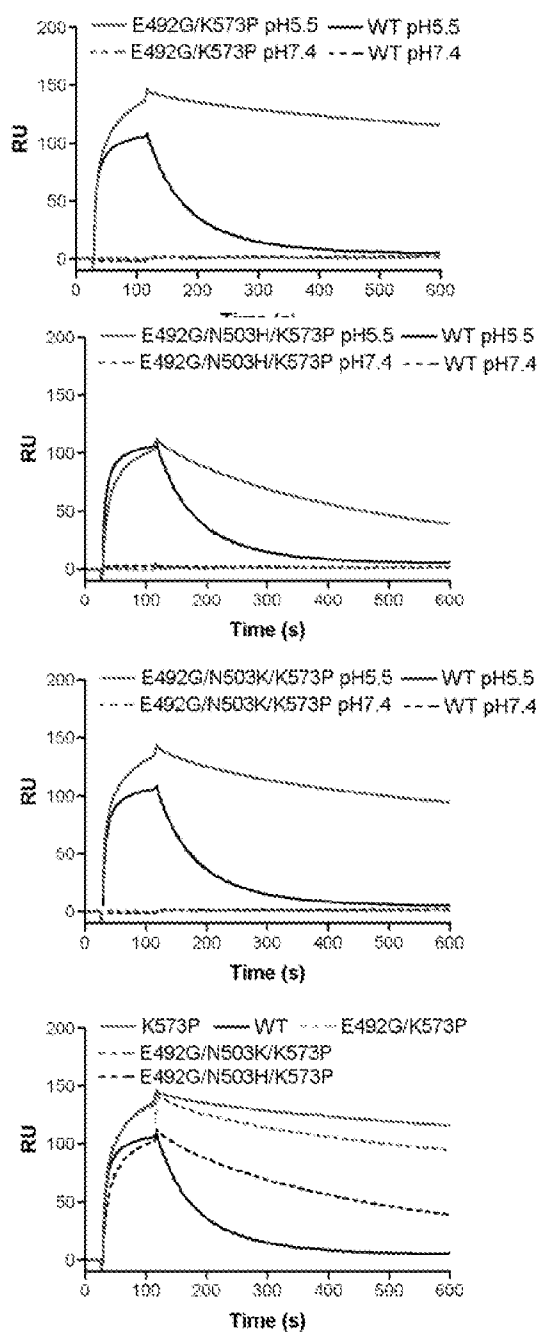 E492G/K573P pH5.5 WT pH5.5
E492G/K573P pH7.4 WT pH7.4
200
150
100
50
0
RU
0 100 200 300 400 500 600
Time (s)
E492G/N503H/K573P pH5.5 WT pH5.5
E492G/N503H/K573P pH7.4 WT pH7.4
200
150
100
50
0
RU
0 100 200 300 400 500 600
Time (s)
E492G/N503K/K573P pH5.5 WT pH5.5
E492G/N503K/K573P pH7.4 WT pH7.4
200
150
100
50
0
RU
0 100 200 300 400 500 600
Time (s)
K573P WT E492G/K573P
E492G/N503K/K573P
E492G/N503H/K573P
200
150
100
50
0
RU
0 100 200 300 400 500 600
Time (s)